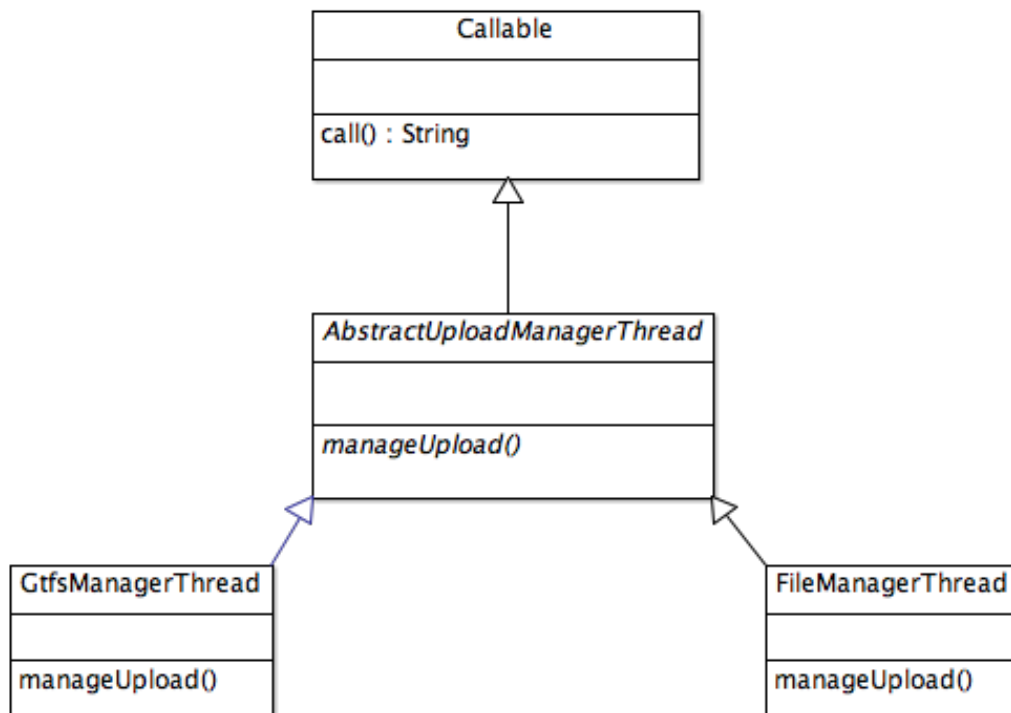 Callable
call() : String
AbstractUploadManagerThread
manageUpload()
GtfsManagerThread
manageUpload()
FileManagerThread
manageUpload()